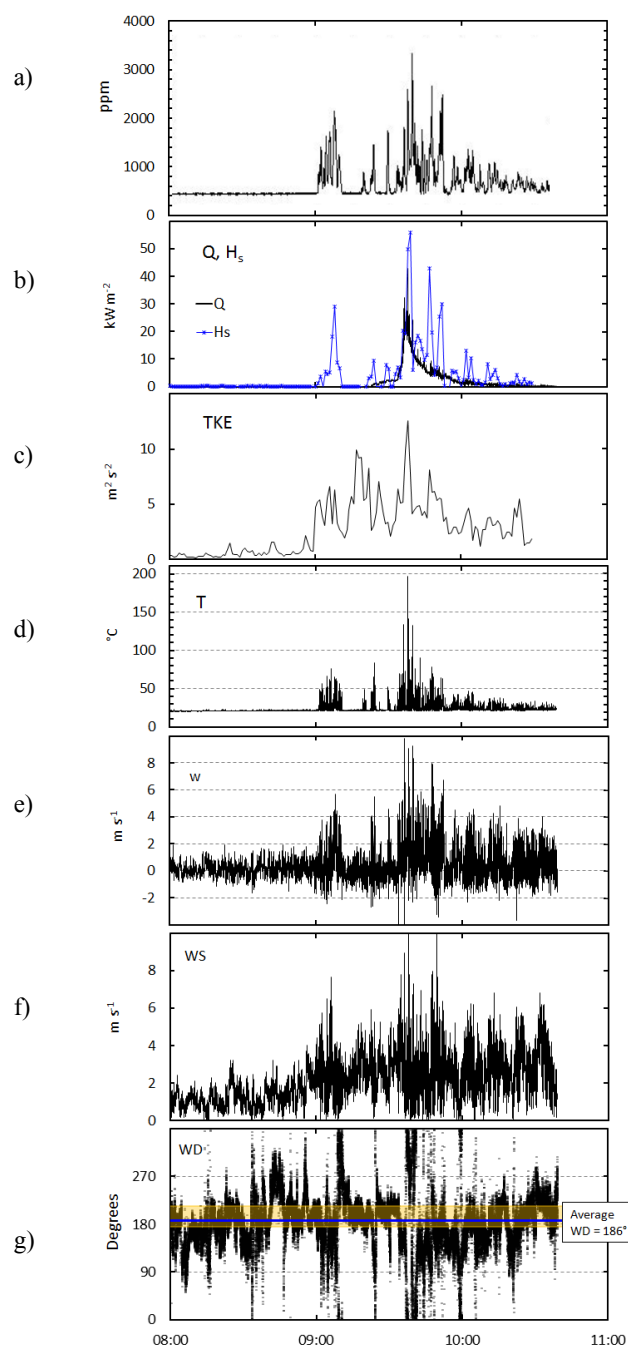 a)
ppm
4000
3000
2000
1000
0
b)
kW m-2
50
40
30
20
10
0
Q, Hs
Q
Hs
c)
m² s-2
10
5
0
TKE
d)
°C
200
150
100
50
0
T
e)
m s-1
8
6
4
2
0
-2
w
f)
m s-1
8
6
4
2
0
WS
g)
Degrees
270
180
90
0
WD
Average
WD = 186°
08:00 09:00 10:00 11:00